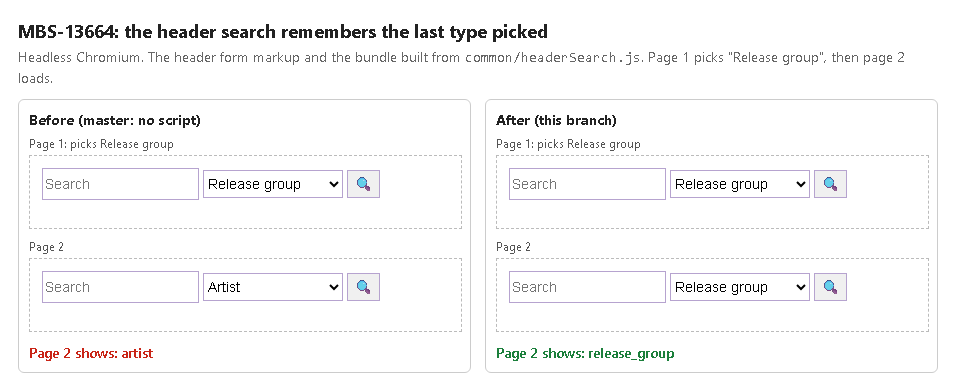 MBS-13664: the header search remembers the last type picked
Headless Chromium. The header form markup and the bundle built from common/headerSearch.js. Page 1 picks "Release group", then page 2
loads.
Before (master: no script)
Page 1: picks Release group
Search
Release group
Page 2
Search
Artist
Page 2 shows: artist
After (this branch)
Page 1: picks Release group
Search
Release group
Page 2
Search
Release group
Page 2 shows: release_group